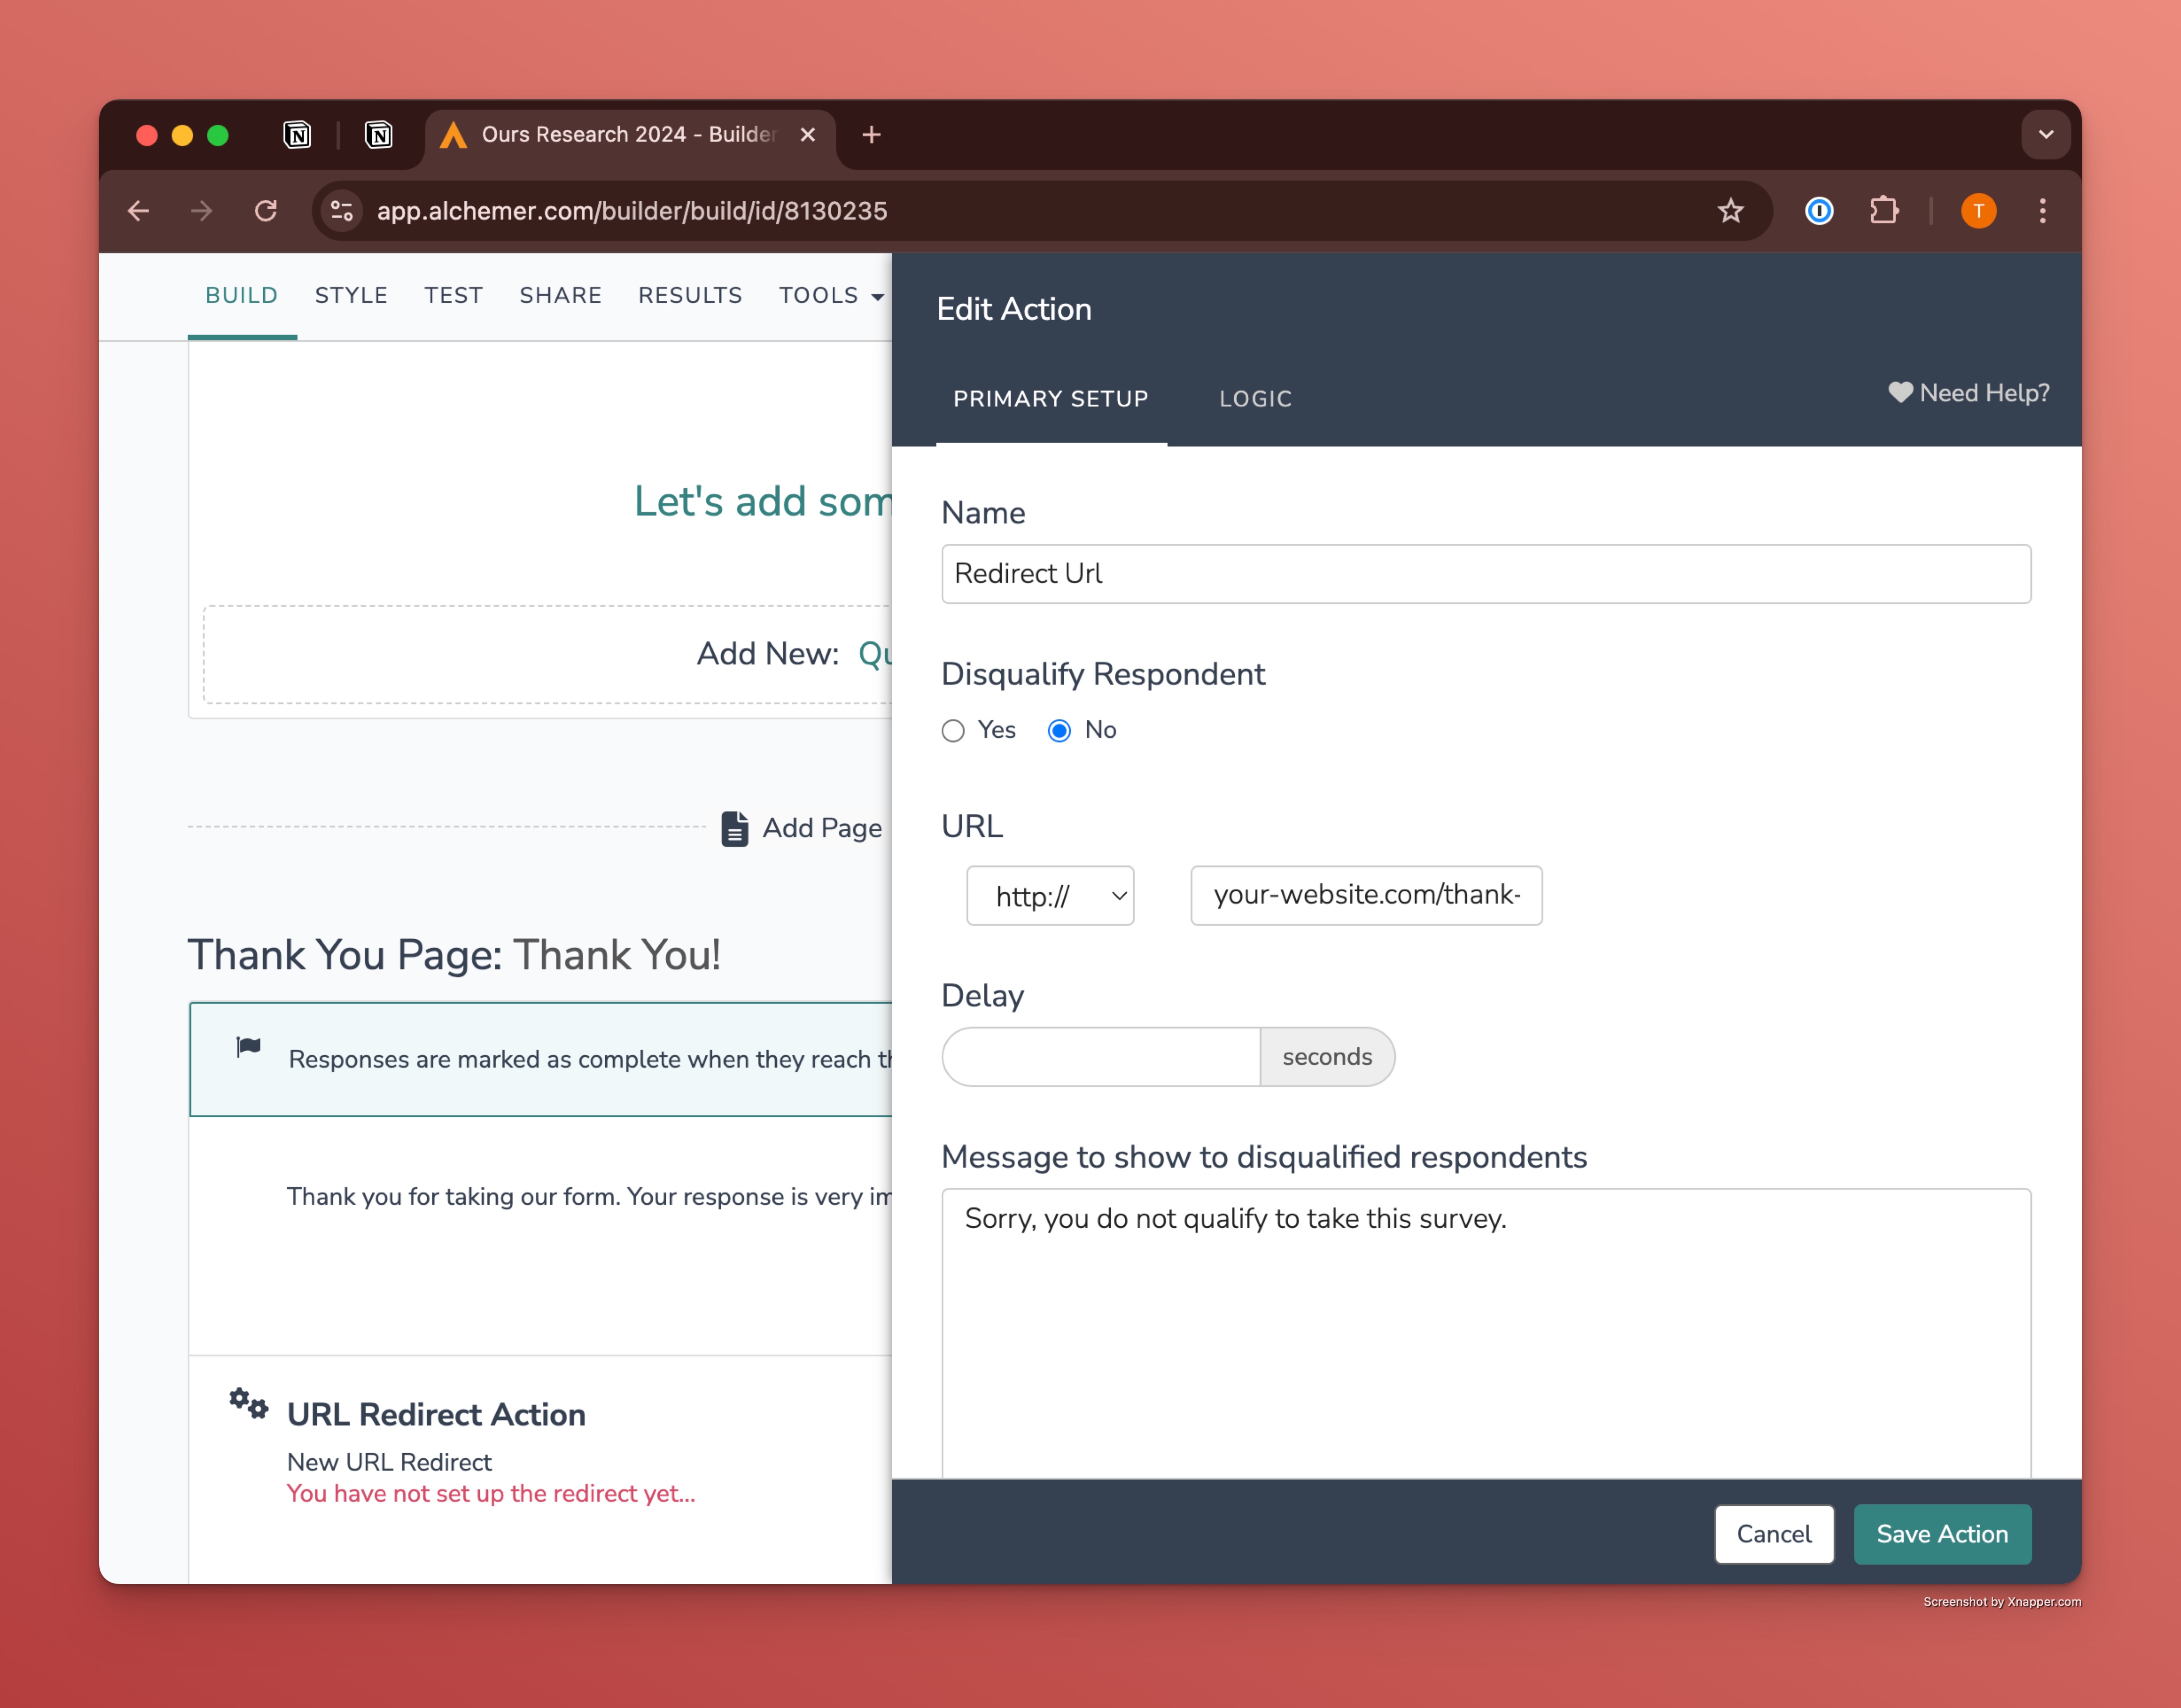 Ours Research 2024 - Builder
app.alchemer.com/builder/build/id/8130235
BUILD STYLE TEST SHARE RESULTS TOOLS
Let's add som
Add New: Qu
Add Page
Thank You Page: Thank You!
Responses are marked as complete when they reach th
Thank you for taking our form. Your response is very im
URL Redirect Action
New URL Redirect
You have not set up the redirect yet...
Edit Action
PRIMARY SETUP LOGIC
Need Help?
Name
Redirect Url
Disqualify Respondent
Yes No
URL
http:// your-website.com/thank-
Delay
seconds
Message to show to disqualified respondents
Sorry, you do not qualify to take this survey.
Cancel Save Action
T
Screenshot by Xnapper.com